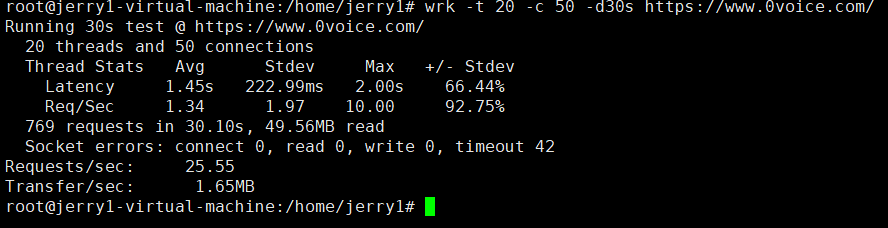 root@jerry1-virtual-machine:/home/jerry1# wrk -t 20 -c 50 -d30s https://www.0voice.com/
Running 30s test @ https://www.0voice.com/
  20 threads and 50 connections
  Thread Stats   Avg      Stdev     Max   +/- Stdev
    Latency     1.45s   222.99ms   2.00s    66.44%
    Req/Sec     1.34      1.97    10.00     92.75%
  769 requests in 30.10s, 49.56MB read
  Socket errors: connect 0, read 0, write 0, timeout 42
Requests/sec:     25.55
Transfer/sec:      1.65MB
root@jerry1-virtual-machine:/home/jerry1#